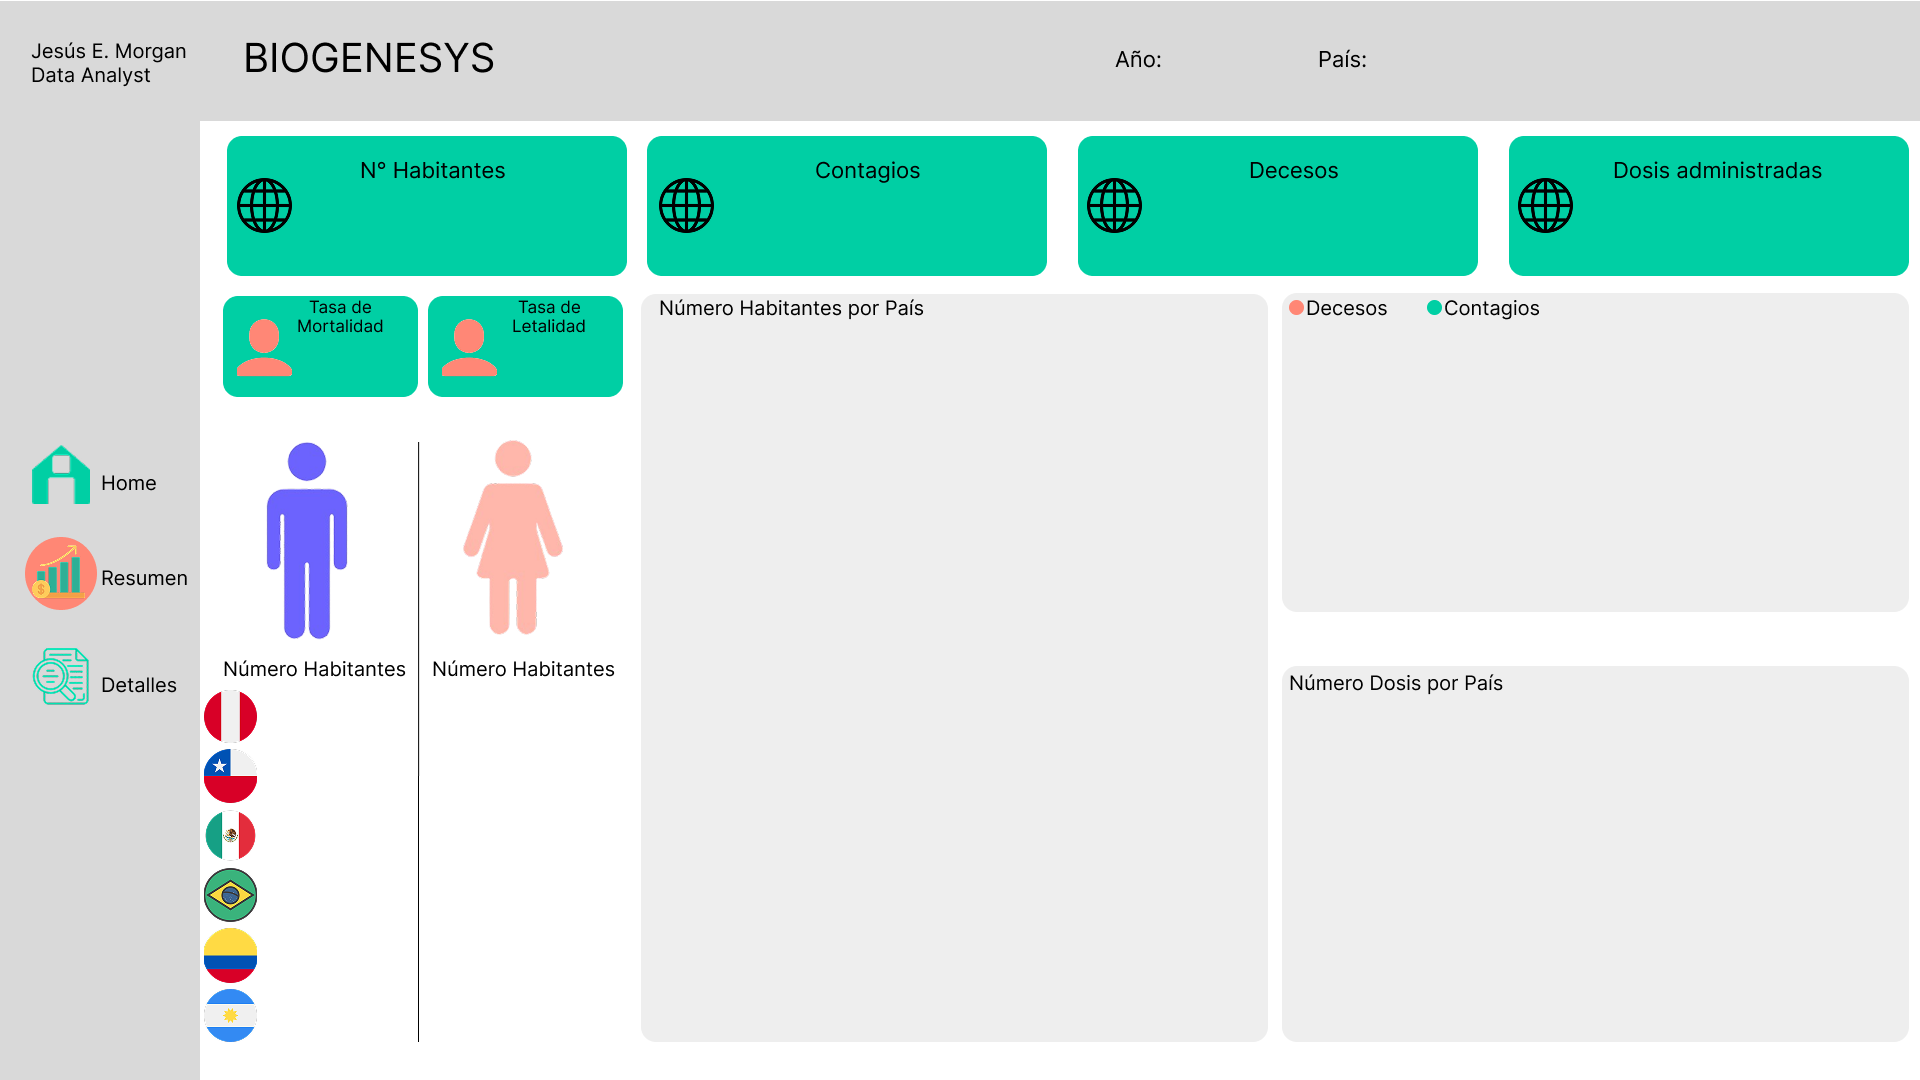 Jesús E. Morgan
Data Analyst
BIOGENESYS
Año:
País:
N° Habitantes
Contagios
Decesos
Dosis administradas
Tasa de
Mortalidad
Tasa de
Letalidad
Número Habitantes por País
Decesos
Contagios
Home
Resumen
Detalles
Número Habitantes
Número Habitantes
Número Dosis por País